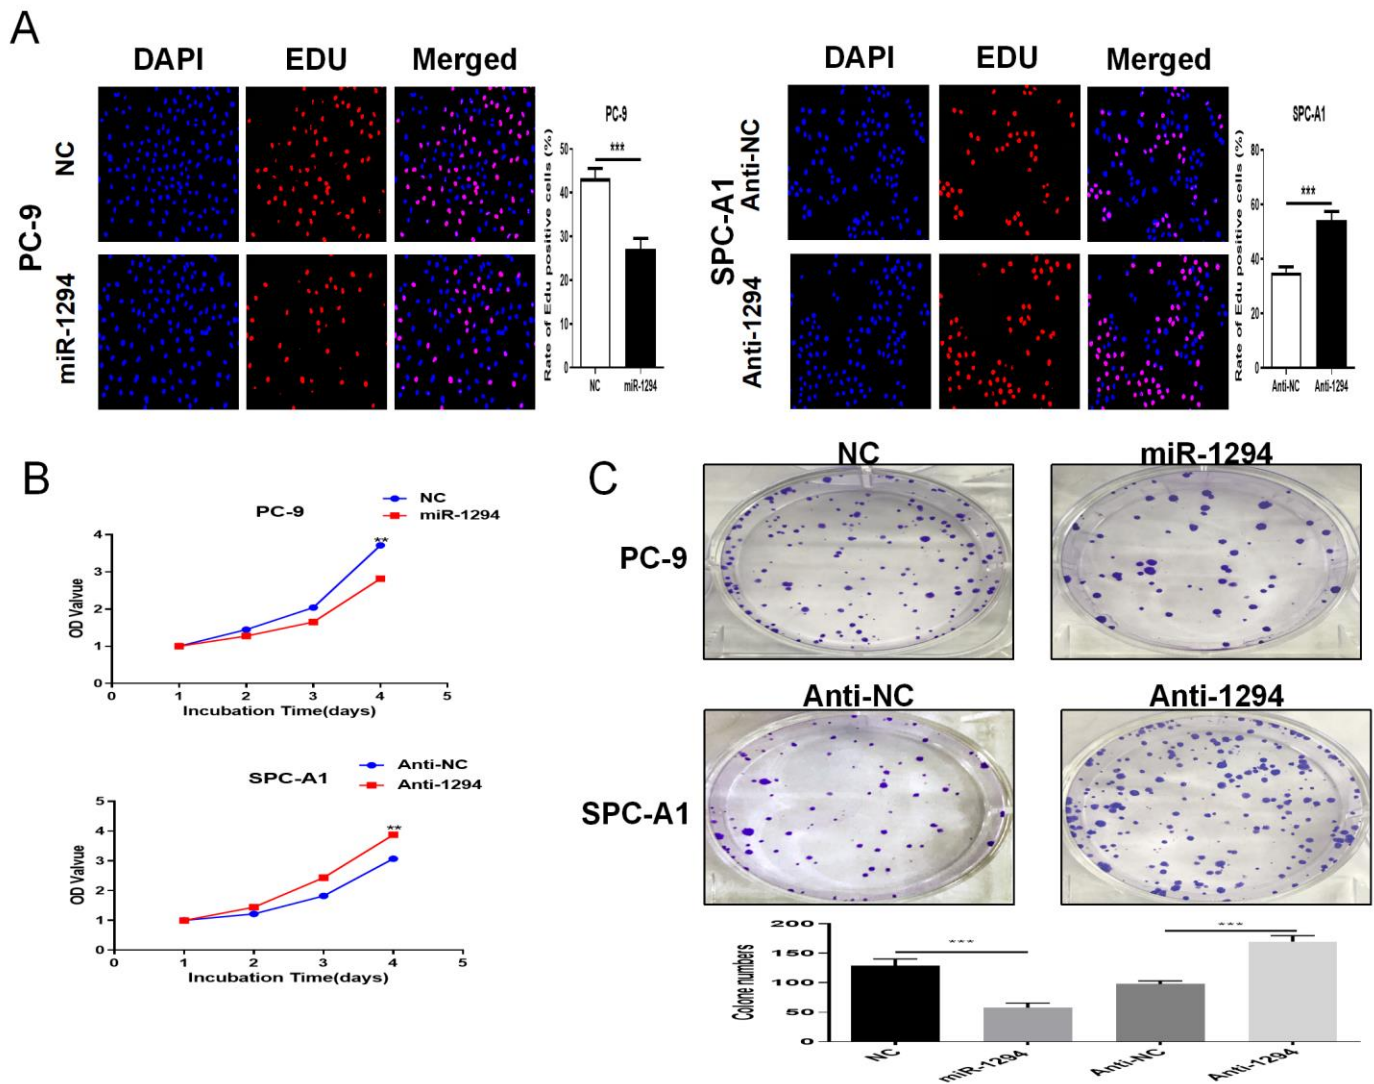 A
DAPI EDU Merged
PC-9
NC
miR-1294
PC-9
***
Rate of Edu positive cells (%)
50
40
30
20
10
0
NC miR-1294
DAPI EDU Merged
SPC-A1
Anti-NC
Anti-1294
SPC-A1
***
Rate of Edu positive cells (%)
80
60
40
20
0
Anti-NC Anti-1294
B
PC-9
NC
miR-1294
**
OD Valvue
4
3
2
1
0
0 1 2 3 4 5
Incubation Time(days)
SPC-A1
Anti-NC
Anti-1294
**
OD Valvue
5
4
3
2
1
0
0 1 2 3 4 5
Incubation Time(days)
C
NC miR-1294
PC-9
Anti-NC Anti-1294
SPC-A1
Colone numbers
200
150
100
50
0
*** ***
NC miR-1294 Anti-NC Anti-1294